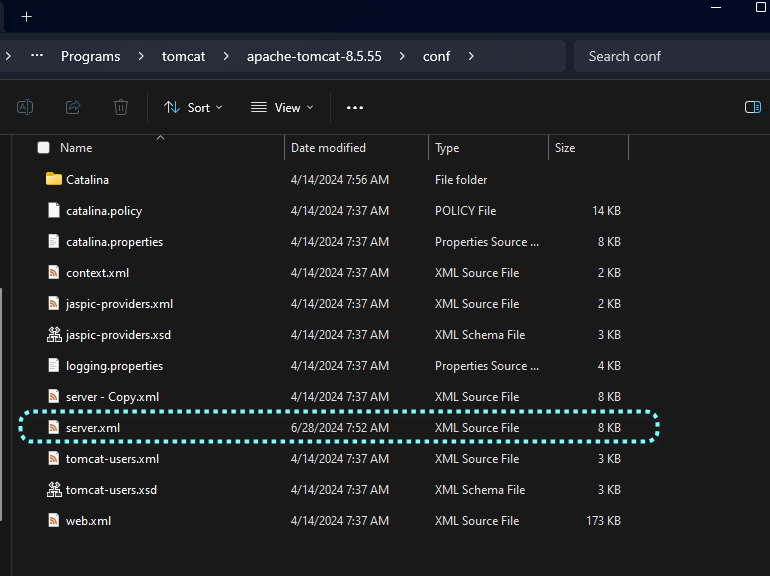 Programs tomcat apache-tomcat-8.5.55 conf Search conf
Sort View
Name Date modified Type Size
Catalina 4/14/2024 7:56 AM File folder
catalina.policy 4/14/2024 7:37 AM POLICY File 14 KB
catalina.properties 4/14/2024 7:37 AM Properties Source ... 8 KB
context.xml 4/14/2024 7:37 AM XML Source File 2 KB
jaspic-providers.xml 4/14/2024 7:37 AM XML Source File 2 KB
jaspic-providers.xsd 4/14/2024 7:37 AM XML Schema File 3 KB
logging.properties 4/14/2024 7:37 AM Properties Source ... 4 KB
server - Copy.xml 4/14/2024 7:37 AM XML Source File 8 KB
server.xml 6/28/2024 7:52 AM XML Source File 8 KB
tomcat-users.xml 4/14/2024 7:37 AM XML Source File 3 KB
tomcat-users.xsd 4/14/2024 7:37 AM XML Schema File 3 KB
web.xml 4/14/2024 7:37 AM XML Source File 173 KB